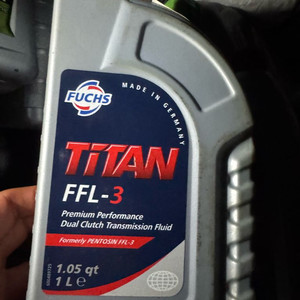 FUCHS
MADE IN GERMANY
TITAN
FFL-3
Premium Performance
Dual Clutch Transmission Fluid
Formerly PENTOSIN FFL-3
1.05 qt
1 L e